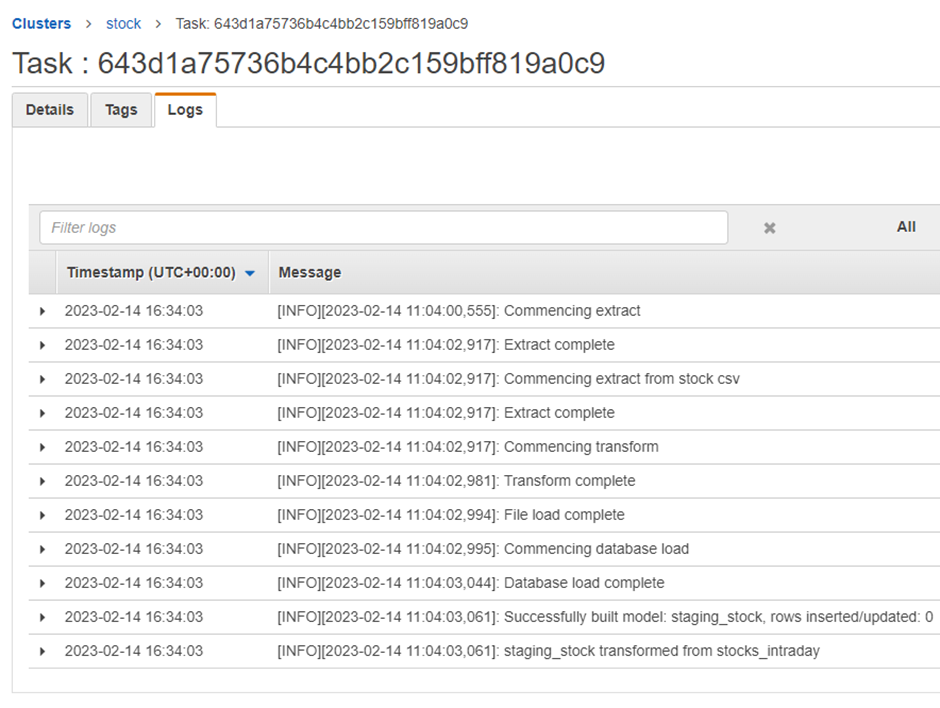 Clusters > stock > Task: 643d1a75736b4c4bb2c159bff819a0c9
Task : 643d1a75736b4c4bb2c159bff819a0c9
Details Tags Logs
Filter logs All
Timestamp (UTC+00:00) Message
2023-02-14 16:34:03 [INFO][2023-02-14 11:04:00,555]: Commencing extract
2023-02-14 16:34:03 [INFO][2023-02-14 11:04:02,917]: Extract complete
2023-02-14 16:34:03 [INFO][2023-02-14 11:04:02,917]: Commencing extract from stock csv
2023-02-14 16:34:03 [INFO][2023-02-14 11:04:02,917]: Extract complete
2023-02-14 16:34:03 [INFO][2023-02-14 11:04:02,917]: Commencing transform
2023-02-14 16:34:03 [INFO][2023-02-14 11:04:02,981]: Transform complete
2023-02-14 16:34:03 [INFO][2023-02-14 11:04:02,994]: File load complete
2023-02-14 16:34:03 [INFO][2023-02-14 11:04:02,995]: Commencing database load
2023-02-14 16:34:03 [INFO][2023-02-14 11:04:03,044]: Database load complete
2023-02-14 16:34:03 [INFO][2023-02-14 11:04:03,061]: Successfully built model: staging_stock, rows inserted/updated: 0
2023-02-14 16:34:03 [INFO][2023-02-14 11:04:03,061]: staging_stock transformed from stocks_intraday